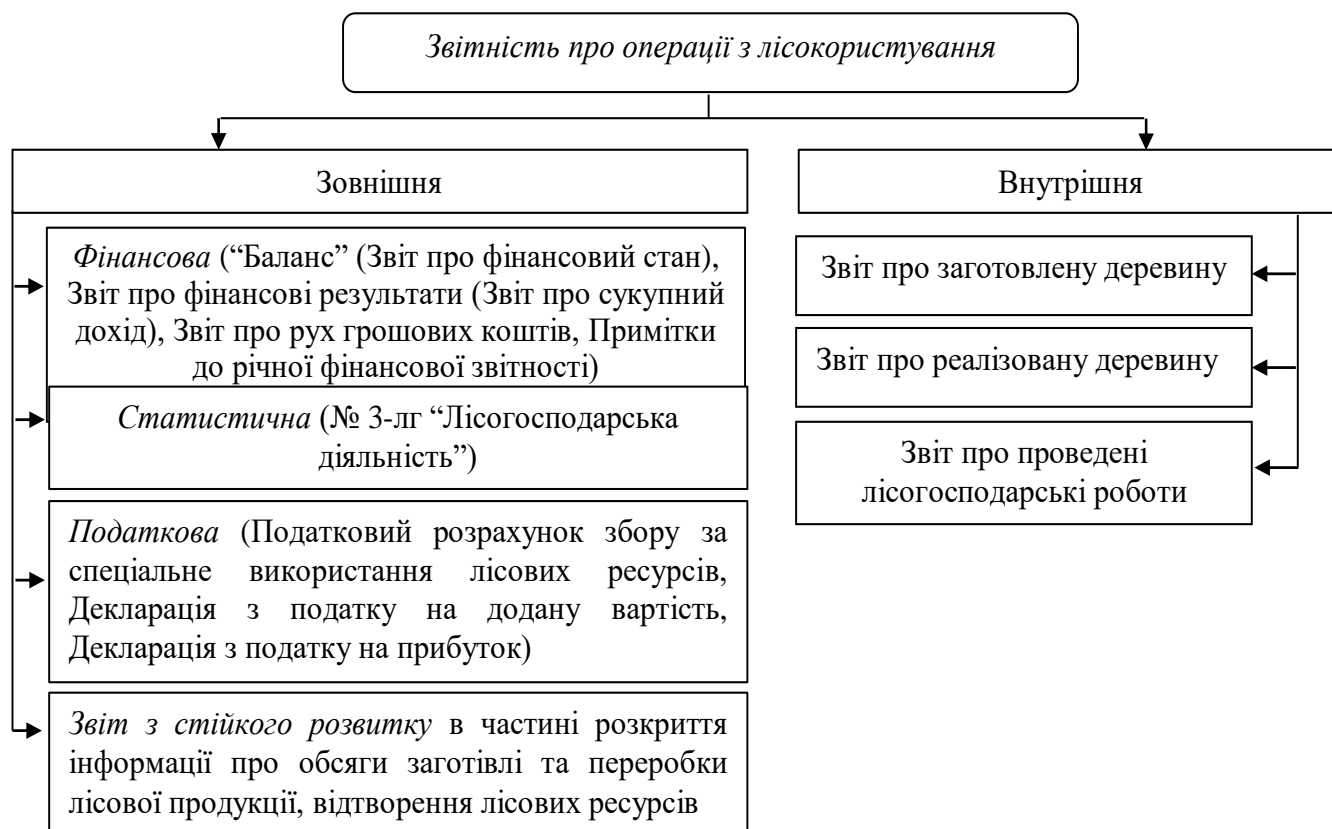 Звітність про операції з лісокористування
Зовнішня
Фінансова (“Баланс” (Звіт про фінансовий стан),
Звіт про фінансові результати (Звіт про сукупний
дохід), Звіт про рух грошових коштів, Примітки
до річної фінансової звітності)
Статистична (№ 3-лг “Лісогосподарська
діяльність”)
Податкова (Податковий розрахунок збору за
спеціальне використання лісових ресурсів,
Декларація з податку на додану вартість,
Декларація з податку на прибуток)
Звіт з стійкого розвитку в частині розкриття
інформації про обсяги заготівлі та переробки
лісової продукції, відтворення лісових ресурсів
Внутрішня
Звіт про заготовлену деревину
Звіт про реалізовану деревину
Звіт про проведені
лісогосподарські роботи